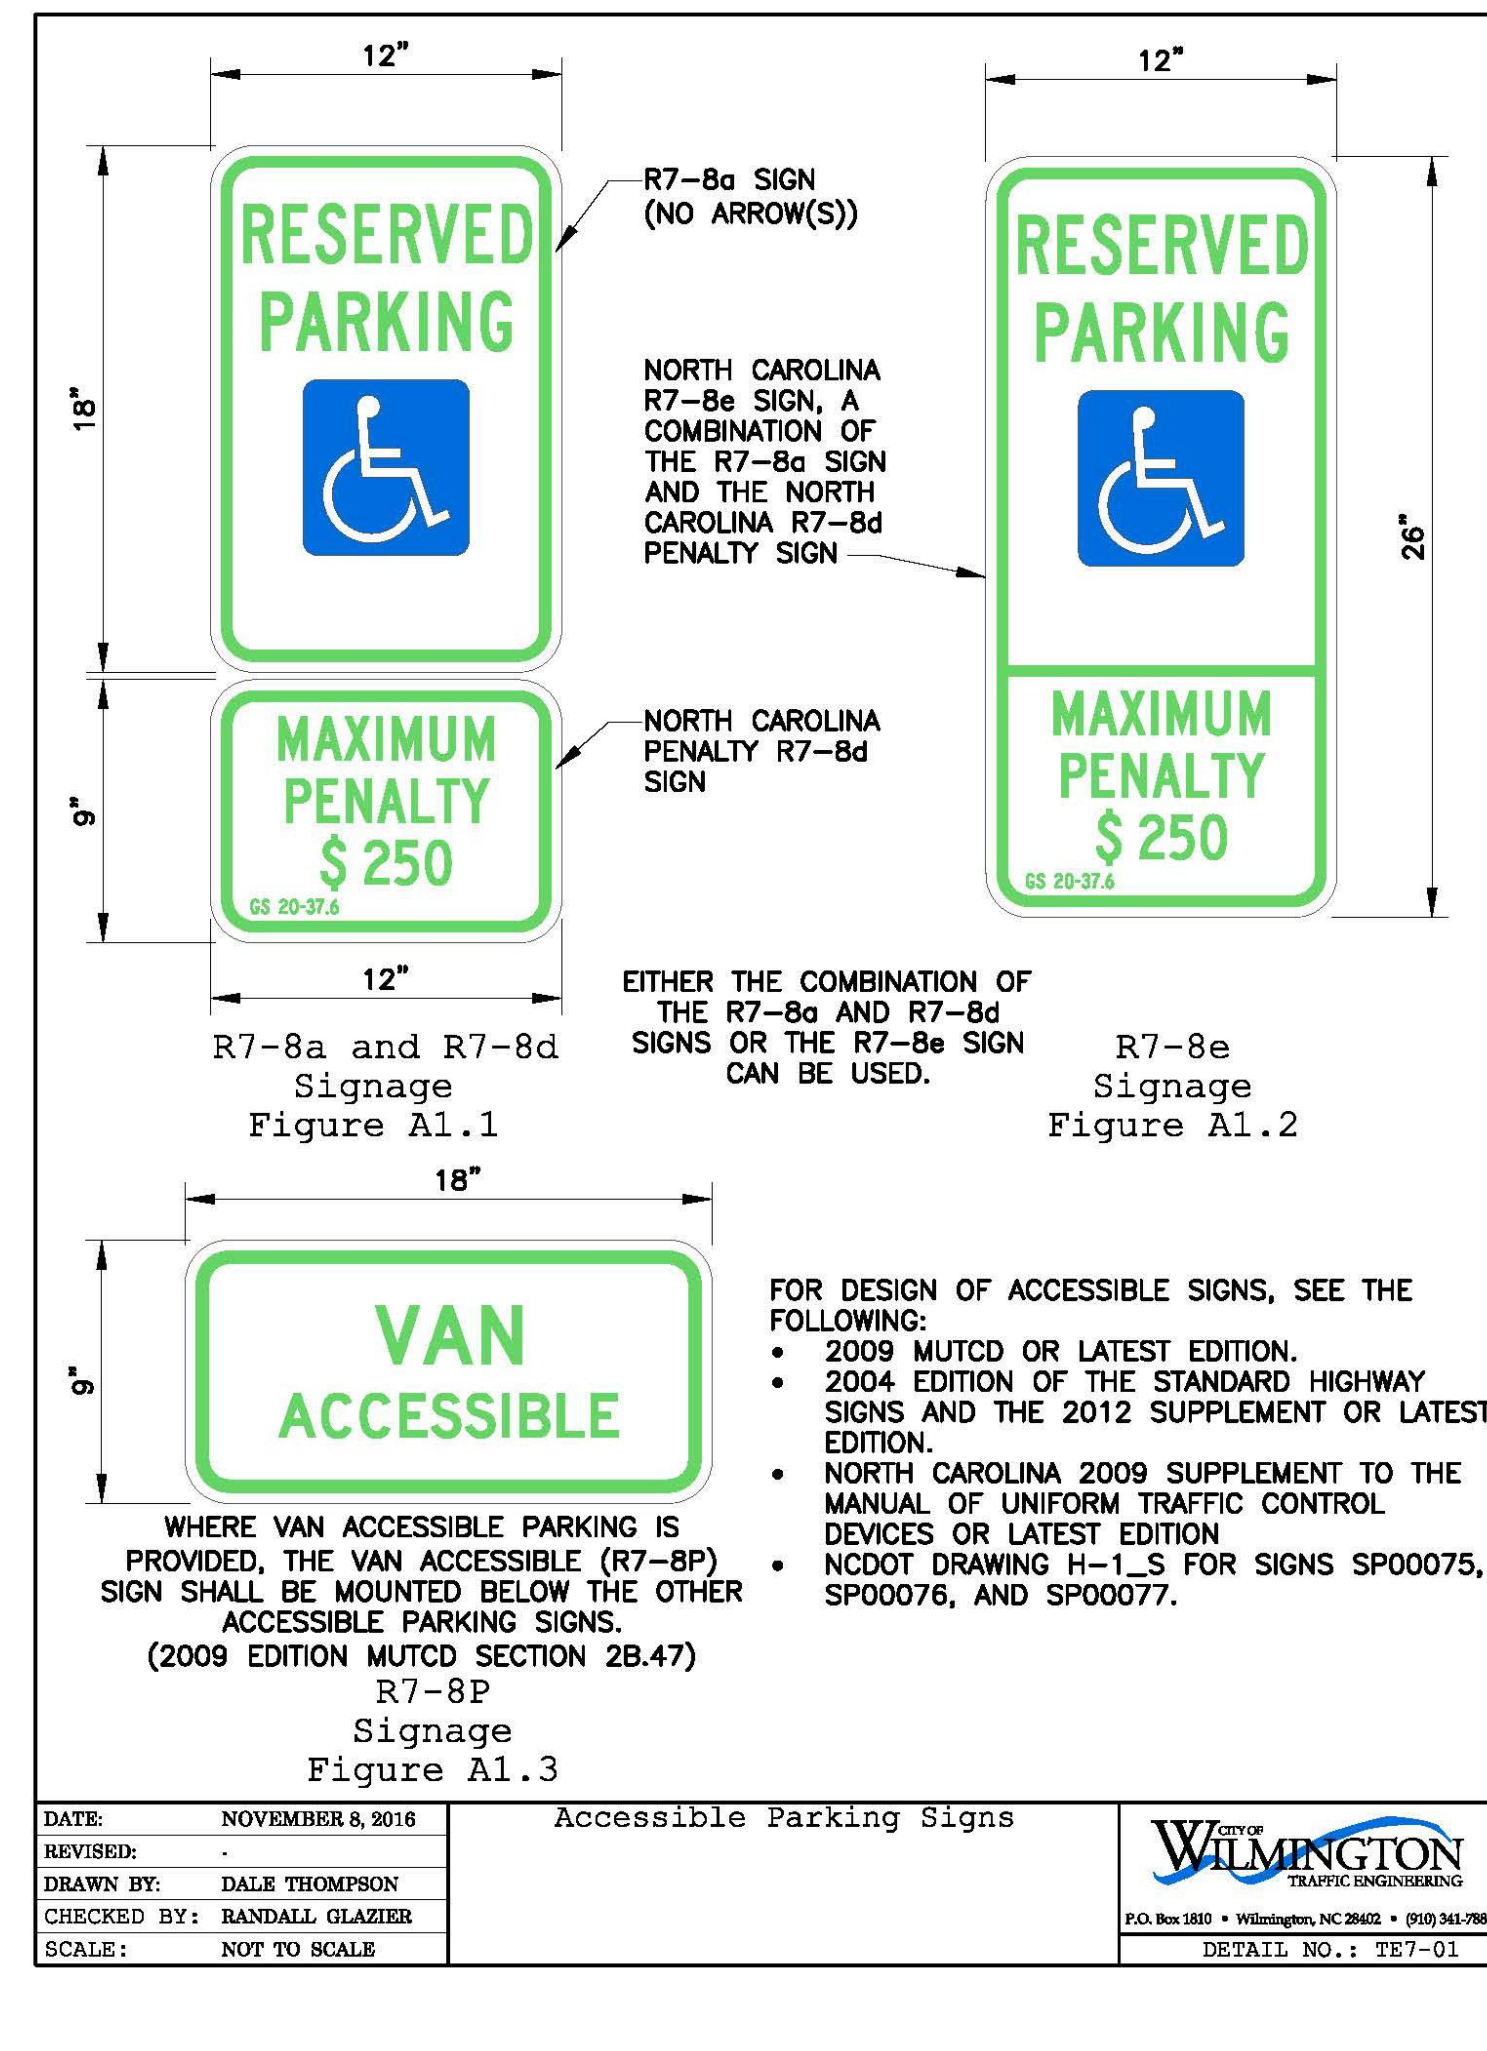 12"
R7-8a SIGN
(NO ARROW(S))
18"
RESERVED
PARKING
NORTH CAROLINA
R7-8e SIGN, A
COMBINATION OF
THE R7-8a SIGN
AND THE NORTH
CAROLINA R7-8d
PENALTY SIGN
9"
MAXIMUM
PENALTY
$ 250
GS 20-37.6
NORTH CAROLINA
PENALTY R7-8d
SIGN
12"
R7-8a and R7-8d
Signage
Figure A1.1
12"
RESERVED
PARKING
26"
MAXIMUM
PENALTY
$ 250
GS 20-37.6
EITHER THE COMBINATION OF
THE R7-8a AND R7-8d
SIGNS OR THE R7-8e SIGN
CAN BE USED.
R7-8e
Signage
Figure A1.2
18"
9"
VAN
ACCESSIBLE
WHERE VAN ACCESSIBLE PARKING IS
PROVIDED, THE VAN ACCESSIBLE (R7-8P)
SIGN SHALL BE MOUNTED BELOW THE OTHER
ACCESSIBLE PARKING SIGNS.
(2009 EDITION MUTCD SECTION 2B.47)
R7-8P
Signage
Figure A1.3
FOR DESIGN OF ACCESSIBLE SIGNS, SEE THE
FOLLOWING:
• 2009 MUTCD OR LATEST EDITION.
• 2004 EDITION OF THE STANDARD HIGHWAY
SIGNS AND THE 2012 SUPPLEMENT OR LATEST
EDITION.
• NORTH CAROLINA 2009 SUPPLEMENT TO THE
MANUAL OF UNIFORM TRAFFIC CONTROL
DEVICES OR LATEST EDITION
• NCDOT DRAWING H-1_S FOR SIGNS SP00075,
SP00076, AND SP00077.
DATE: NOVEMBER 8, 2016
REVISED: -
DRAWN BY: DALE THOMPSON
CHECKED BY: RANDALL GLAZIER
SCALE: NOT TO SCALE
Accessible Parking Signs
CITY OF
WILMINGTON
TRAFFIC ENGINEERING
P.O. Box 1810 • Wilmington, NC 28402 • (910) 341-788
DETAIL NO.: TE7-01